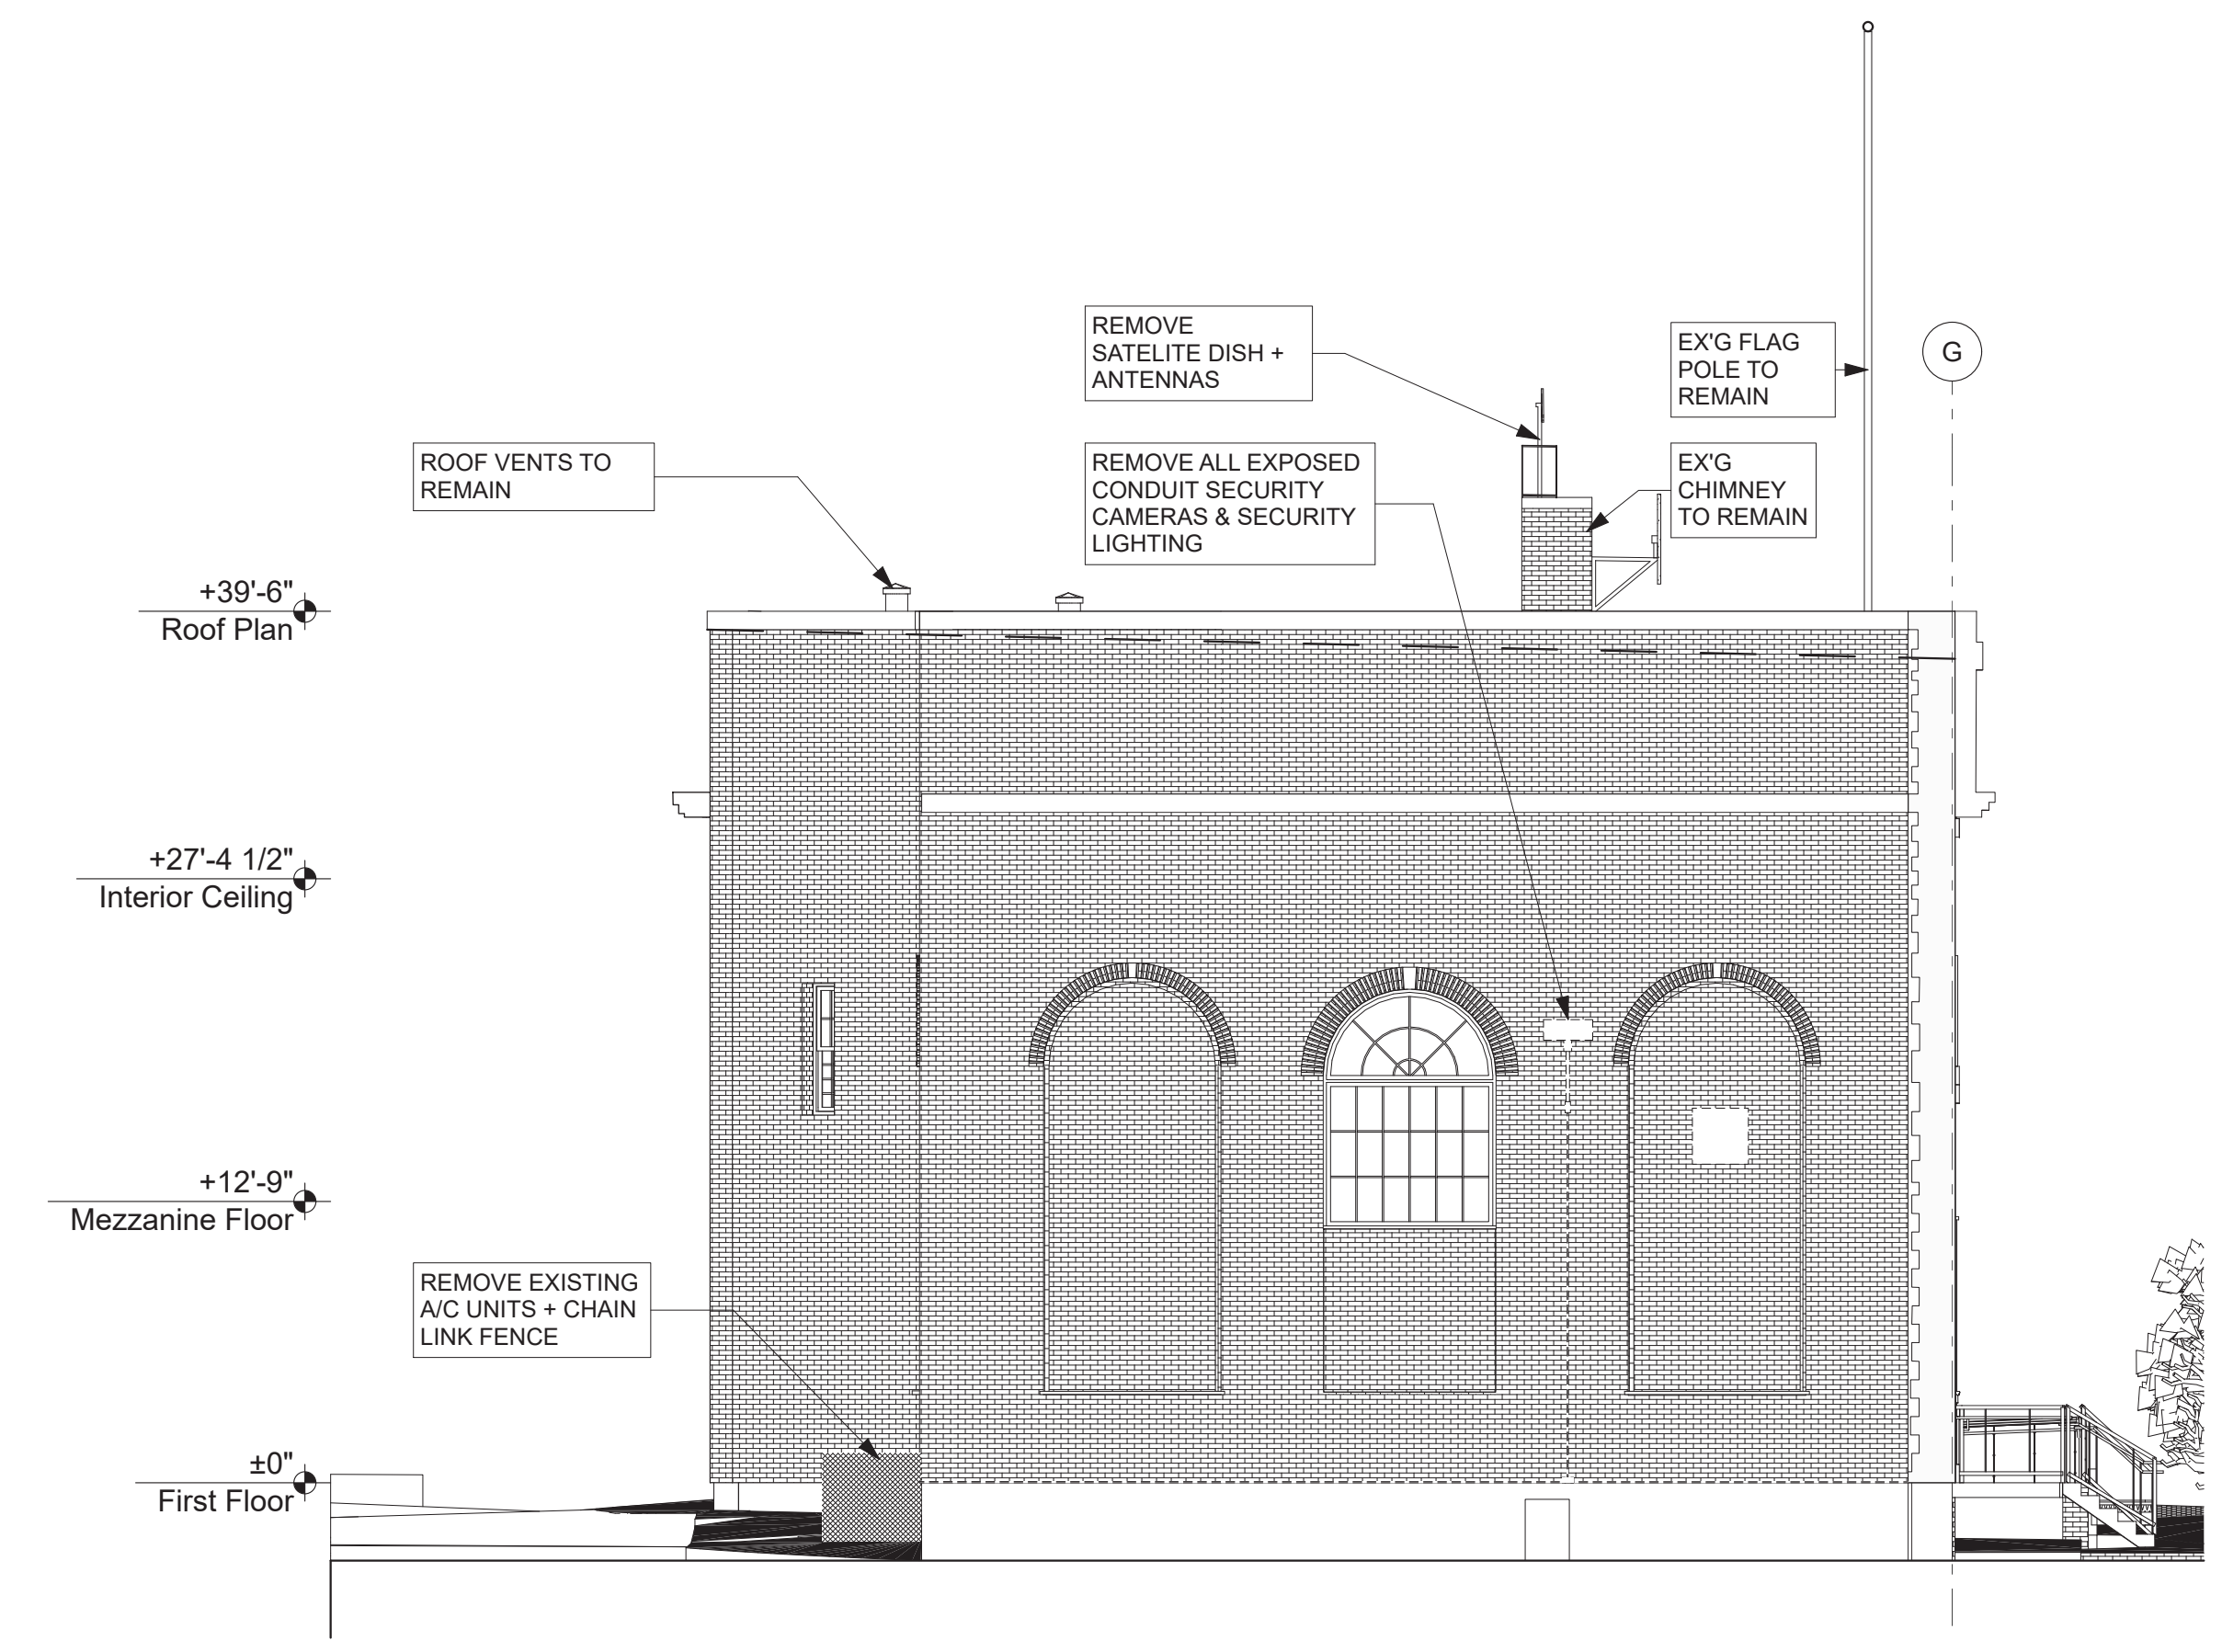 REMOVE
SATELITE DISH +
ANTENNAS
EX'G FLAG
POLE TO
REMAIN
G
ROOF VENTS TO
REMAIN
REMOVE ALL EXPOSED
CONDUIT SECURITY
CAMERAS & SECURITY
LIGHTING
EX'G
CHIMNEY
TO REMAIN
+39'-6"
Roof Plan
+27'-4 1/2"
Interior Ceiling
+12'-9"
Mezzanine Floor
REMOVE EXISTING
A/C UNITS + CHAIN
LINK FENCE
±0"
First Floor